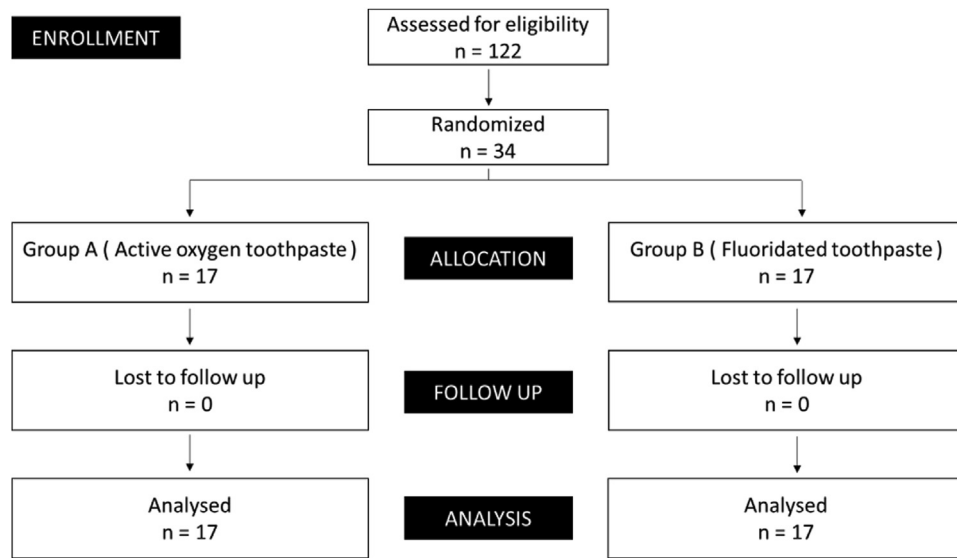 ENROLLMENT
Assessed for eligibility
n = 122
Randomized
n = 34
Group A ( Active oxygen toothpaste )
n = 17
ALLOCATION
Group B ( Fluoridated toothpaste )
n = 17
Lost to follow up
n = 0
FOLLOW UP
Lost to follow up
n = 0
Analysed
n = 17
ANALYSIS
Analysed
n = 17